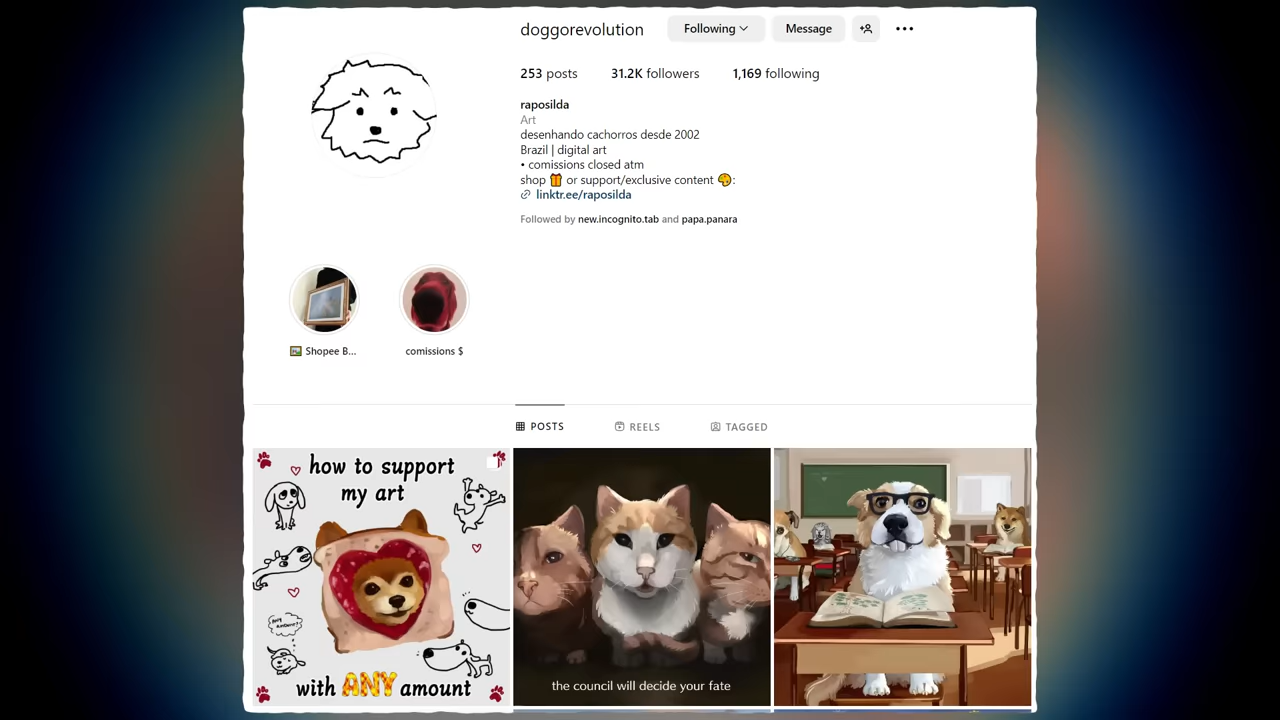 doggorevolution Following Message
253 posts 31.2K followers 1,169 following
raposilda
Art
desenhando cachorros desde 2002
Brazil | digital art
• comissions closed atm
shop 🎁 or support/exclusive content 🎨:
linktr.ee/raposilda
Followed by new.incognito.tab and papa.panara
Shopee B... comissions $
POSTS REELS TAGGED
how to support
my art
any amount?
with ANY amount
the council will decide your fate